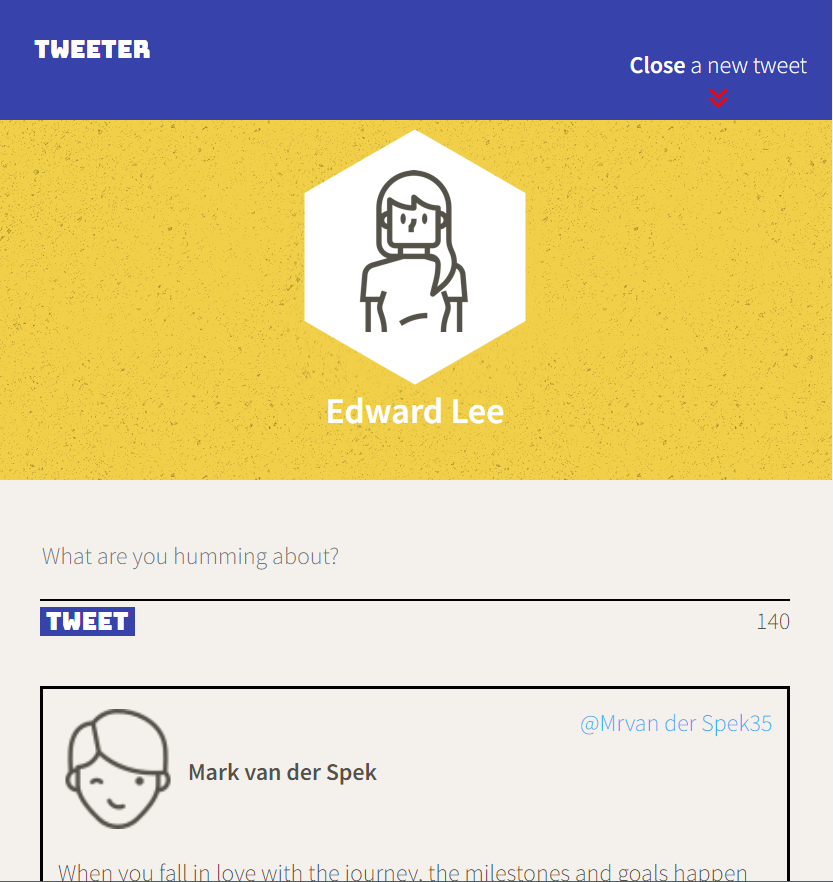 TWEETER
Close a new tweet
Edward Lee
What are you humming about?
TWEET 140
@Mrvan der Spek35
Mark van der Spek
When you fall in love with the journey, the milestones and goals happen